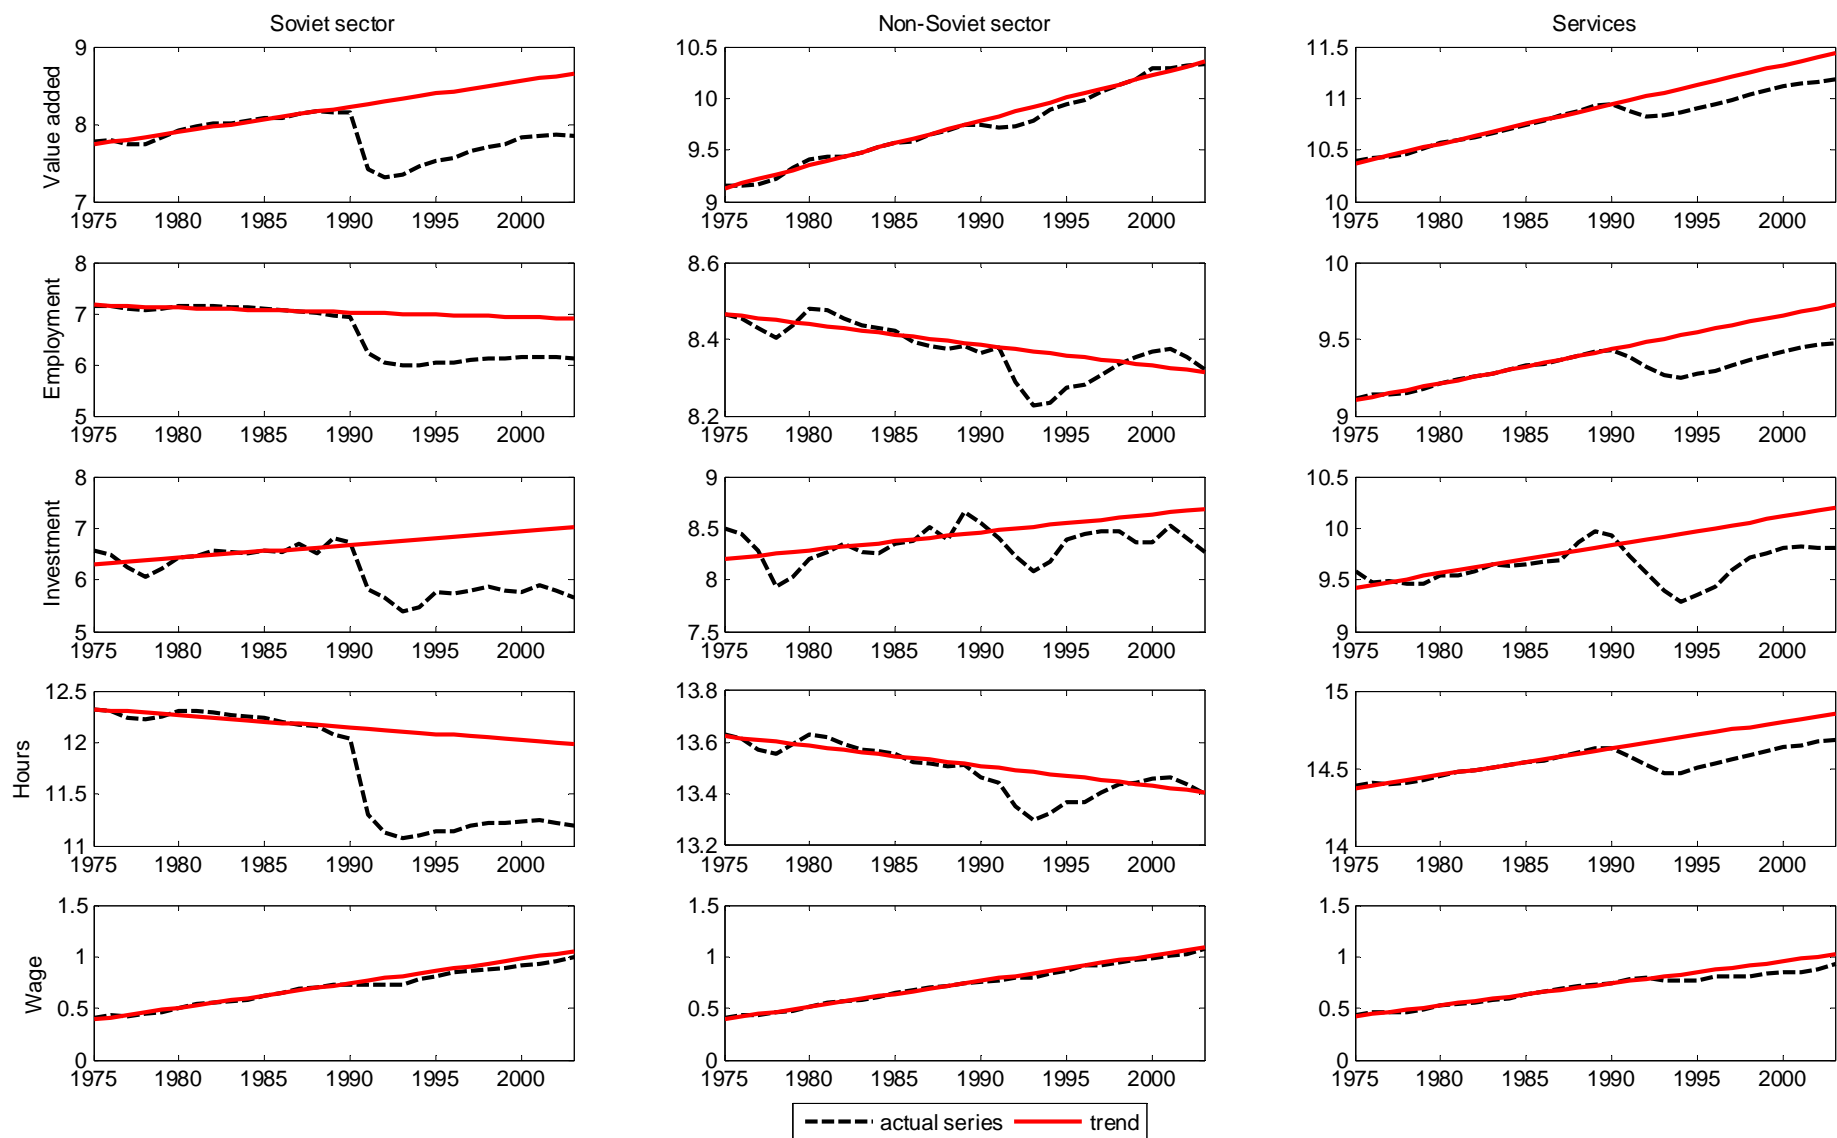 Soviet sector Non-Soviet sector Services
Value added
9
8
7
1975 1980 1985 1990 1995 2000
10.5
10
9.5
9
1975 1980 1985 1990 1995 2000
11.5
11
10.5
10
1975 1980 1985 1990 1995 2000
Employment
8
7
6
5
1975 1980 1985 1990 1995 2000
8.6
8.4
8.2
1975 1980 1985 1990 1995 2000
10
9.5
9
1975 1980 1985 1990 1995 2000
Investment
8
7
6
5
1975 1980 1985 1990 1995 2000
9
8.5
8
7.5
1975 1980 1985 1990 1995 2000
10.5
10
9.5
9
1975 1980 1985 1990 1995 2000
Hours
12.5
12
11.5
11
1975 1980 1985 1990 1995 2000
13.8
13.6
13.4
13.2
1975 1980 1985 1990 1995 2000
15
14.5
14
1975 1980 1985 1990 1995 2000
Wage
1.5
1
0.5
0
1975 1980 1985 1990 1995 2000
1.5
1
0.5
0
1975 1980 1985 1990 1995 2000
1.5
1
0.5
0
1975 1980 1985 1990 1995 2000
actual series trend